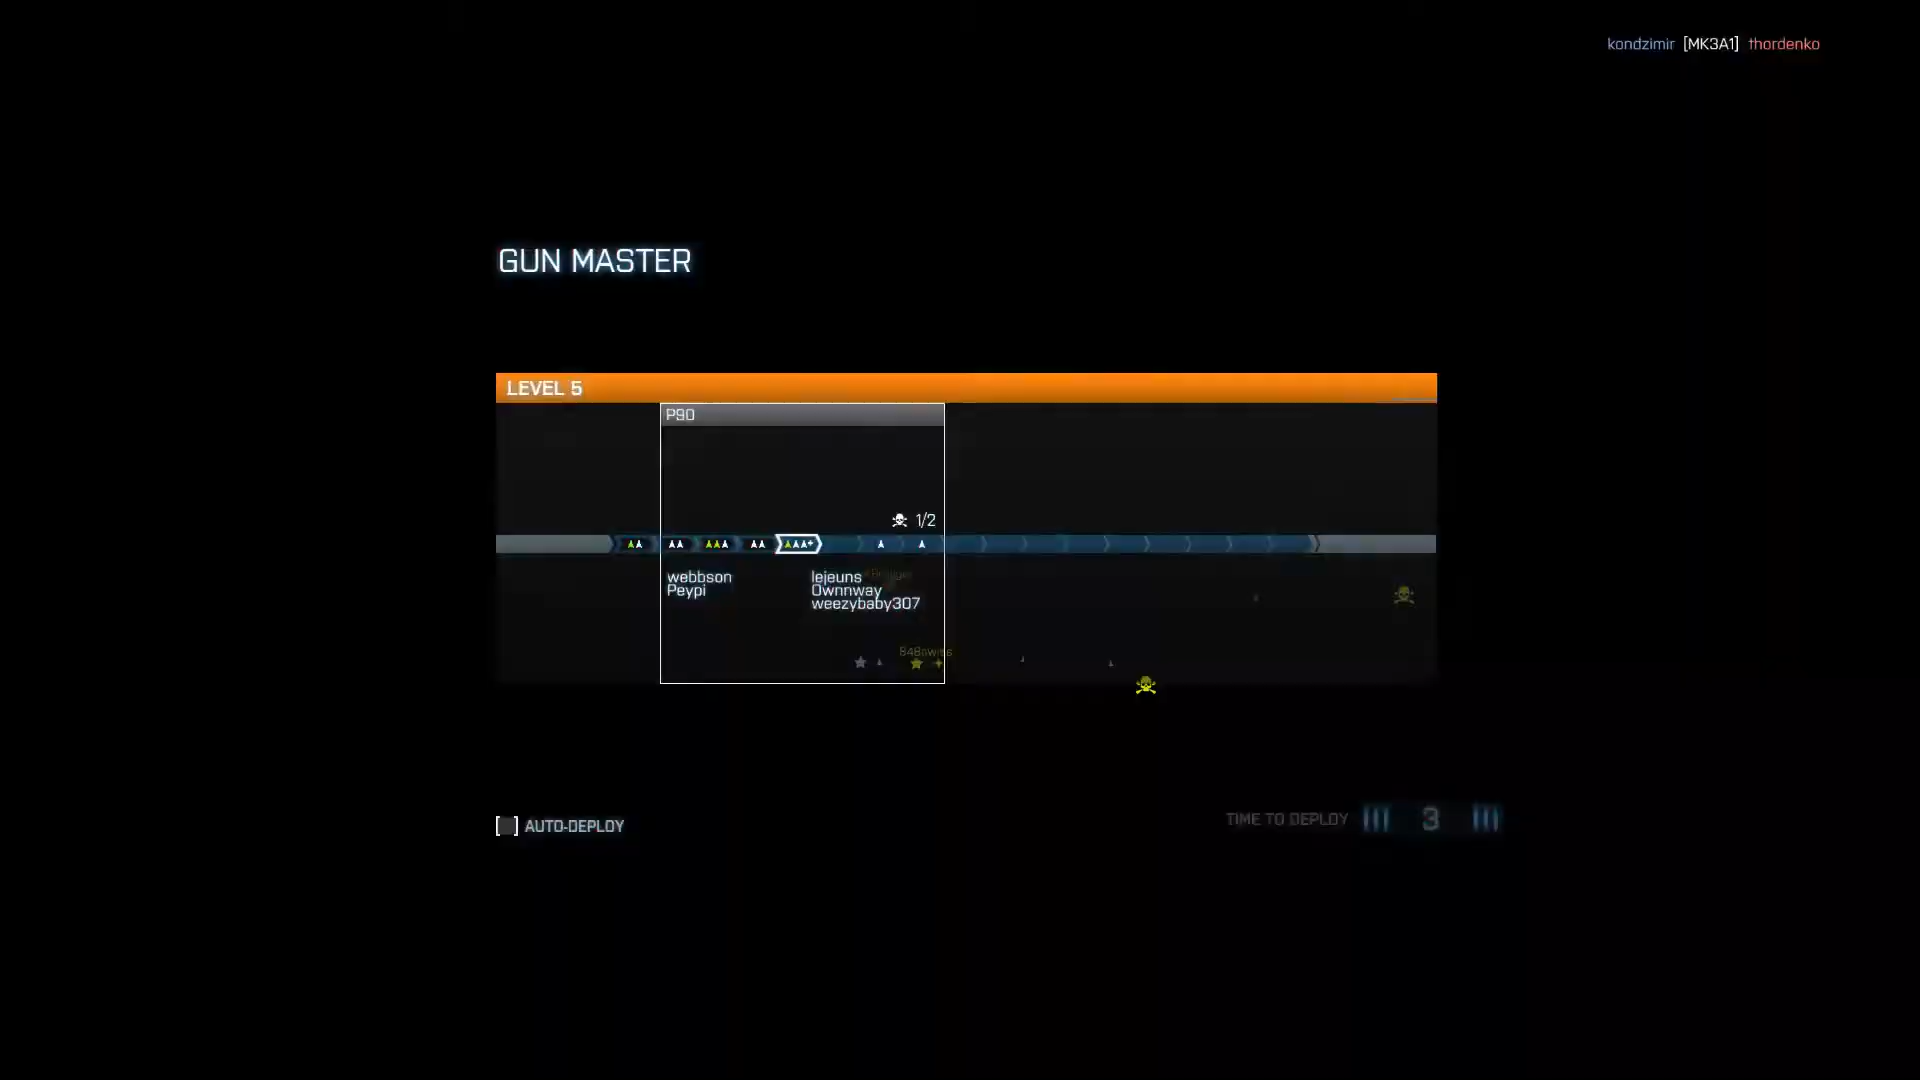 kondzimir [MK3A1] thordenko
GUN MASTER
LEVEL 5
P90
1/2
webbson
Peypi
lejeuns
Ownnway
weezybaby307
[ ] AUTO-DEPLOY
TIME TO DEPLOY 3